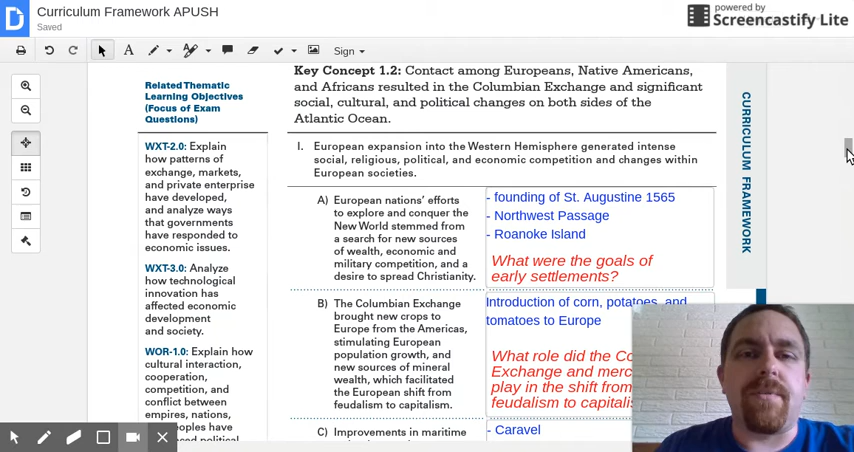 Curriculum Framework APUSH
Saved
powered by
Screencastify Lite
Sign
Related Thematic
Learning Objectives
(Focus of Exam
Questions)
WXT-2.0: Explain
how patterns of
exchange, markets,
and private enterprise
have developed,
and analyze ways
that governments
have responded to
economic issues.
WXT-3.0: Analyze
how technological
innovation has
affected economic
development
and society.
WOR-1.0: Explain how
cultural interaction,
cooperation,
competition, and
conflict between
empires, nations,
peoples have
political
Key Concept 1.2: Contact among Europeans, Native Americans,
and Africans resulted in the Columbian Exchange and significant
social, cultural, and political changes on both sides of the
Atlantic Ocean.
I. European expansion into the Western Hemisphere generated intense
social, religious, political, and economic competition and changes within
European societies.
A) European nations' efforts
to explore and conquer the
New World stemmed from
a search for new sources
of wealth, economic and
military competition, and a
desire to spread Christianity.
- founding of St. Augustine 1565
- Northwest Passage
- Roanoke Island
What were the goals of
early settlements?
B) The Columbian Exchange
brought new crops to
Europe from the Americas,
stimulating European
population growth, and
new sources of mineral
wealth, which facilitated
the European shift from
feudalism to capitalism.
Introduction of corn, potatoes, and
tomatoes to Europe
What role did the
Exchange and
play in the shift from
feudalism to
C) Improvements in maritime
- Caravel
CURRICULUM FRAMEWORK